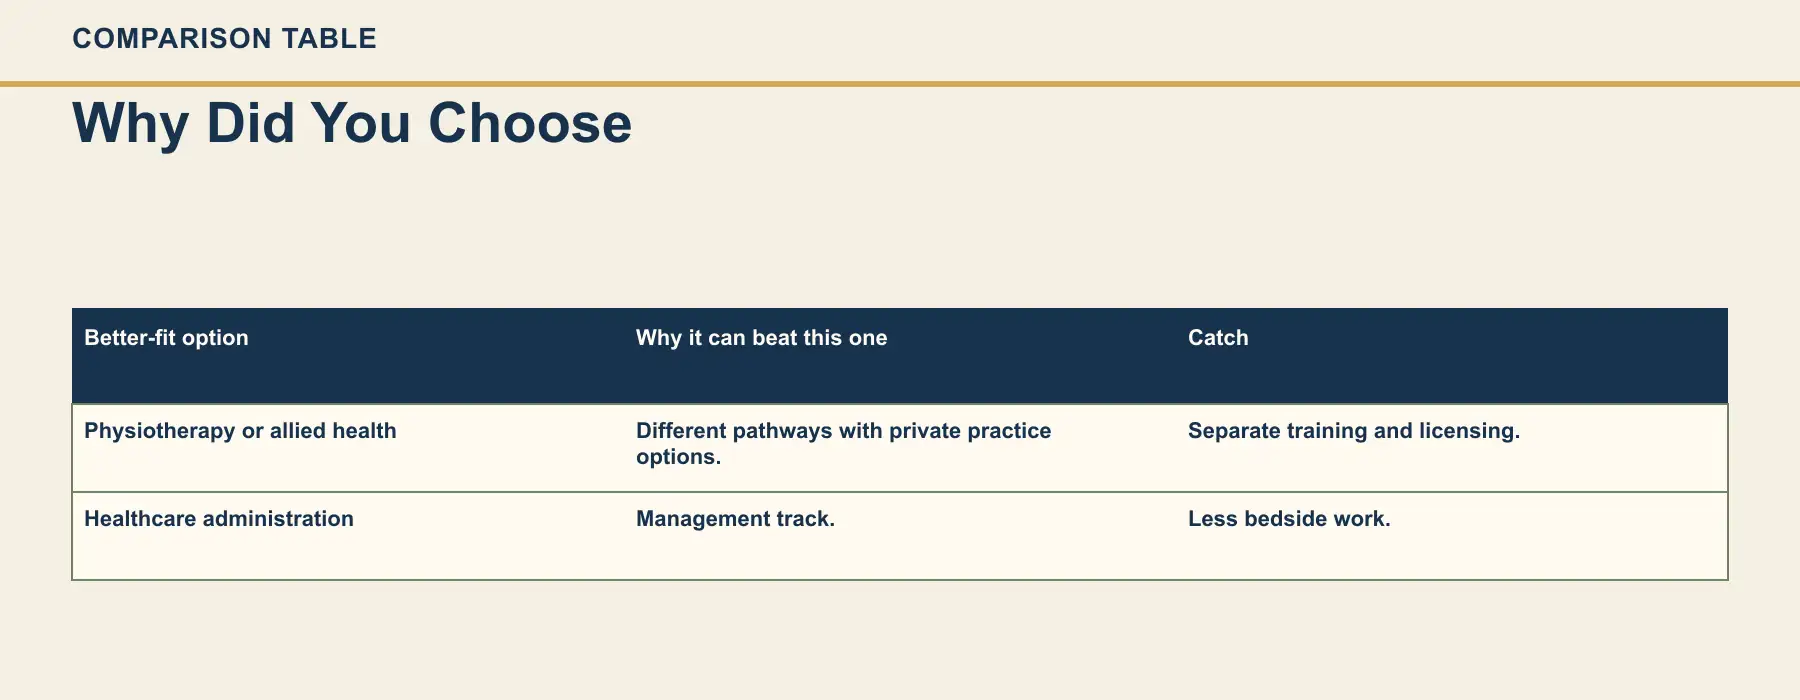 COMPARISON TABLE
Why Did You Choose
Better-fit option
Why it can beat this one
Catch
Physiotherapy or allied health
Different pathways with private practice
options.
Separate training and licensing.
Healthcare administration
Management track.
Less bedside work.